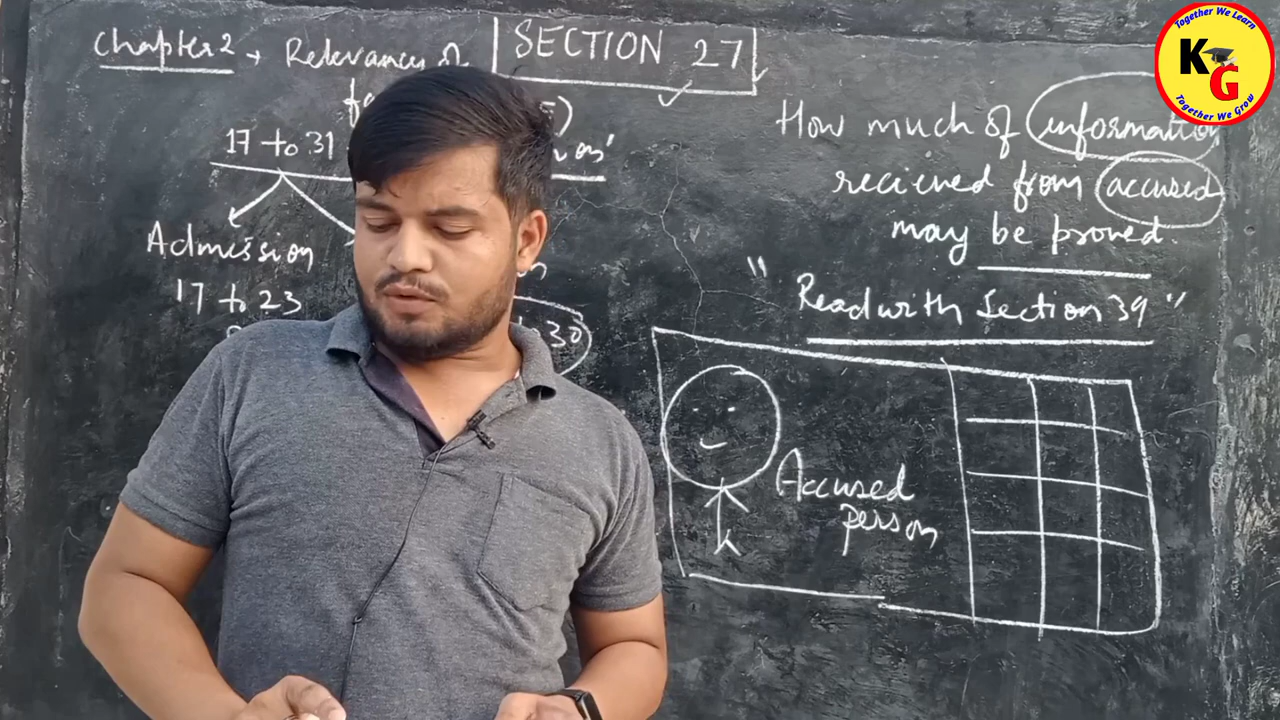 Chapter 2 → Relevancy of
SECTION 27
17 to 31
Admission
17 to 23
30
How much of information
recieved from accused
may be proved.
" Read with Section 39 "
Accused
person
Together We Learn
KG
Together We Grow